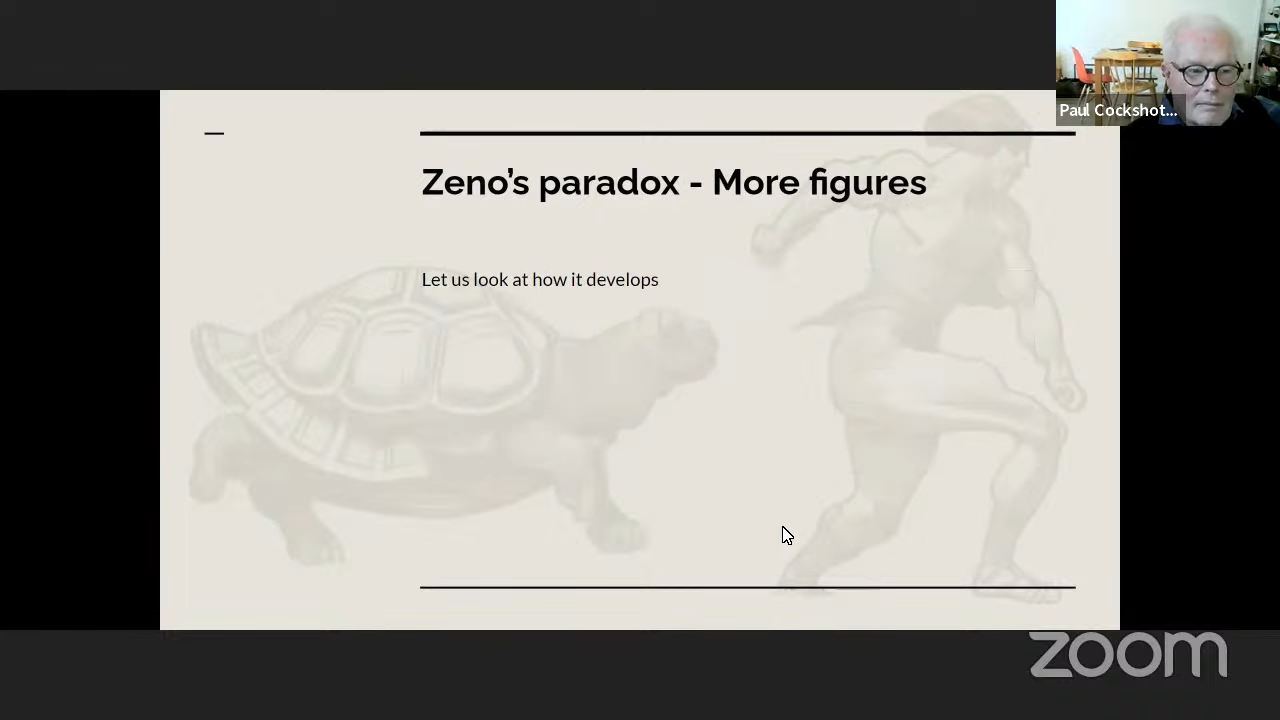 Paul Cockshot...
Zeno’s paradox - More figures
Let us look at how it develops
zoom